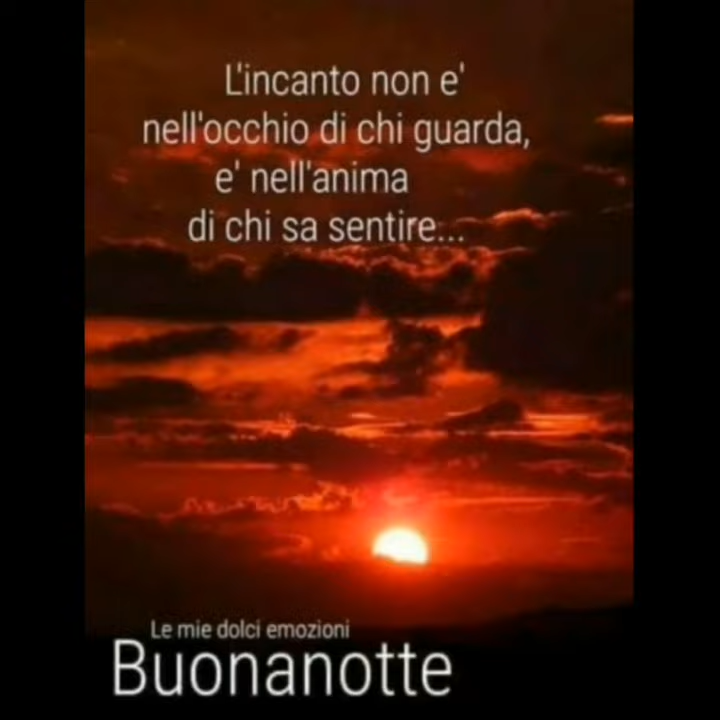 L'incanto non e'
nell'occhio di chi guarda,
e' nell'anima
di chi sa sentire...
Le mie dolci emozioni
Buonanotte